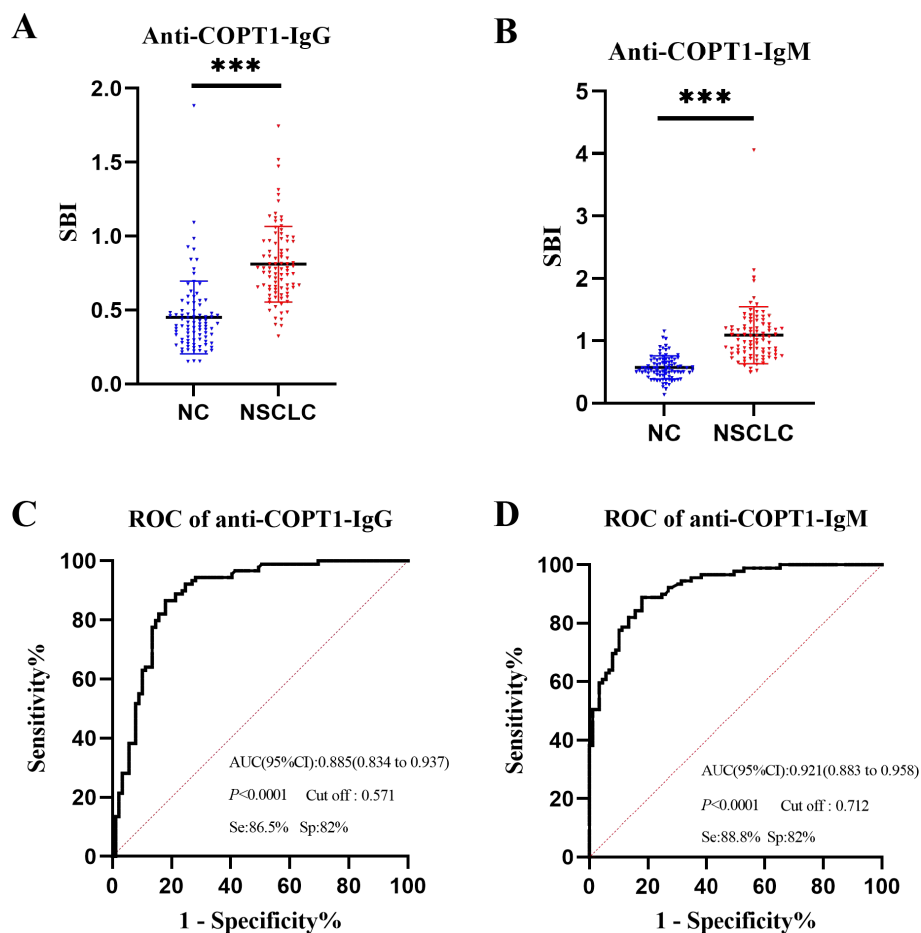 A
Anti-COPT1-IgG
***
2.0
1.5
1.0
0.5
0.0
SBI
NC NSCLC
B
Anti-COPT1-IgM
***
5
4
3
2
1
0
SBI
NC NSCLC
C
ROC of anti-COPT1-IgG
100
80
60
40
20
0
Sensitivity%
AUC(95%CI):0.885(0.834 to 0.937)
P<0.0001 Cut off : 0.571
Se:86.5% Sp:82%
0 20 40 60 80 100
1 - Specificity%
D
ROC of anti-COPT1-IgM
100
80
60
40
20
0
Sensitivity%
AUC(95%CI):0.921(0.883 to 0.958)
P<0.0001 Cut off : 0.712
Se:88.8% Sp:82%
0 20 40 60 80 100
1 - Specificity%